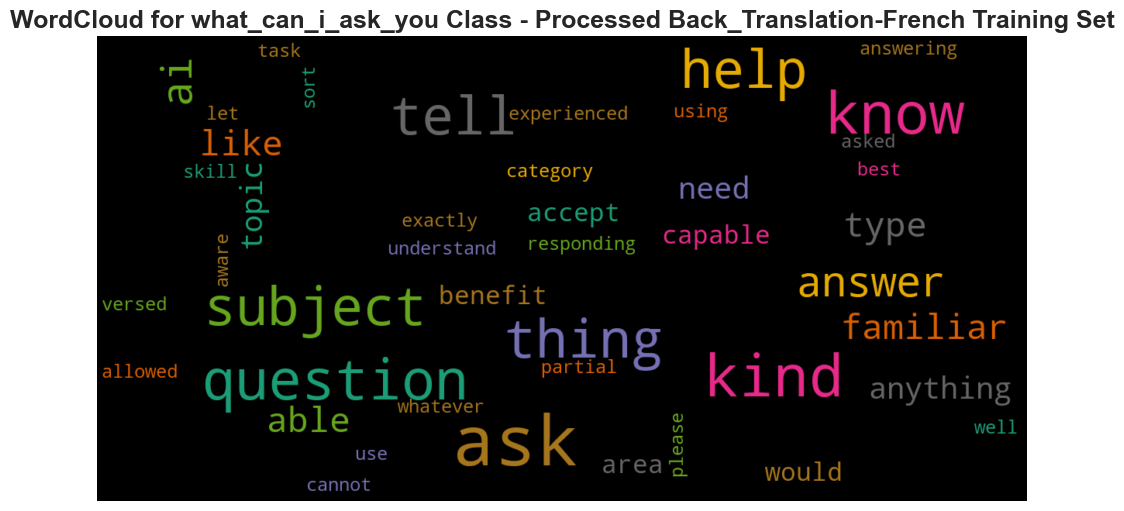 WordCloud for what_can_i_ask_you Class - Processed Back_Translation-French Training Set
task
answering
help
ai
sort
know
tell
let
experienced
using
like
asked
skill
category
best
topic
need
accept
exactly
type
capable
understand
responding
aware
answer
benefit
versed
subject
familiar
thing
partial
allowed
kind
question
anything
whatever
able
well
ask
please
use
area
would
cannot